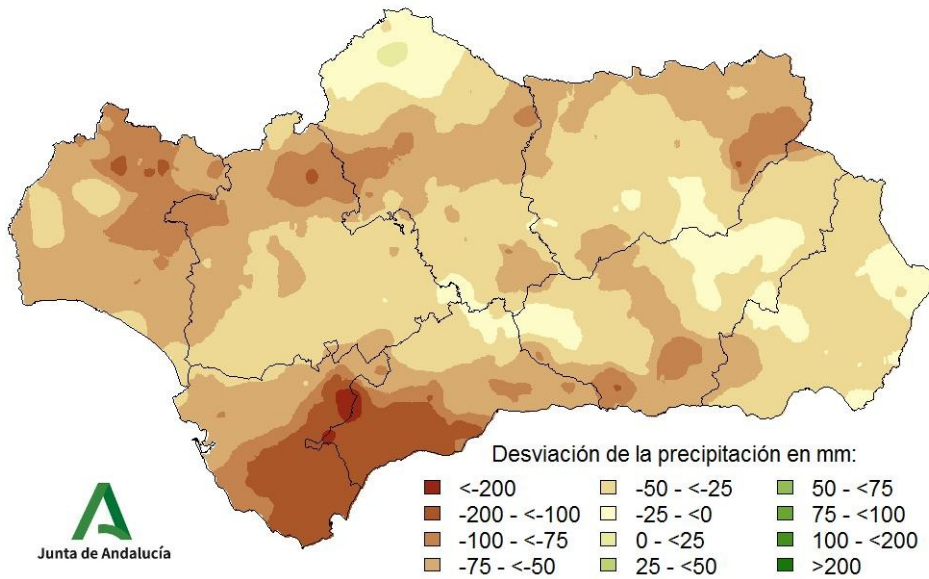 Desviación de la precipitación en mm:
<-200
-200 - <-100
-100 - <-75
-75 - <-50
-50 - <-25
-25 - <0
0 - <25
25 - <50
50 - <75
75 - <100
100 - <200
>200
Junta de Andalucía